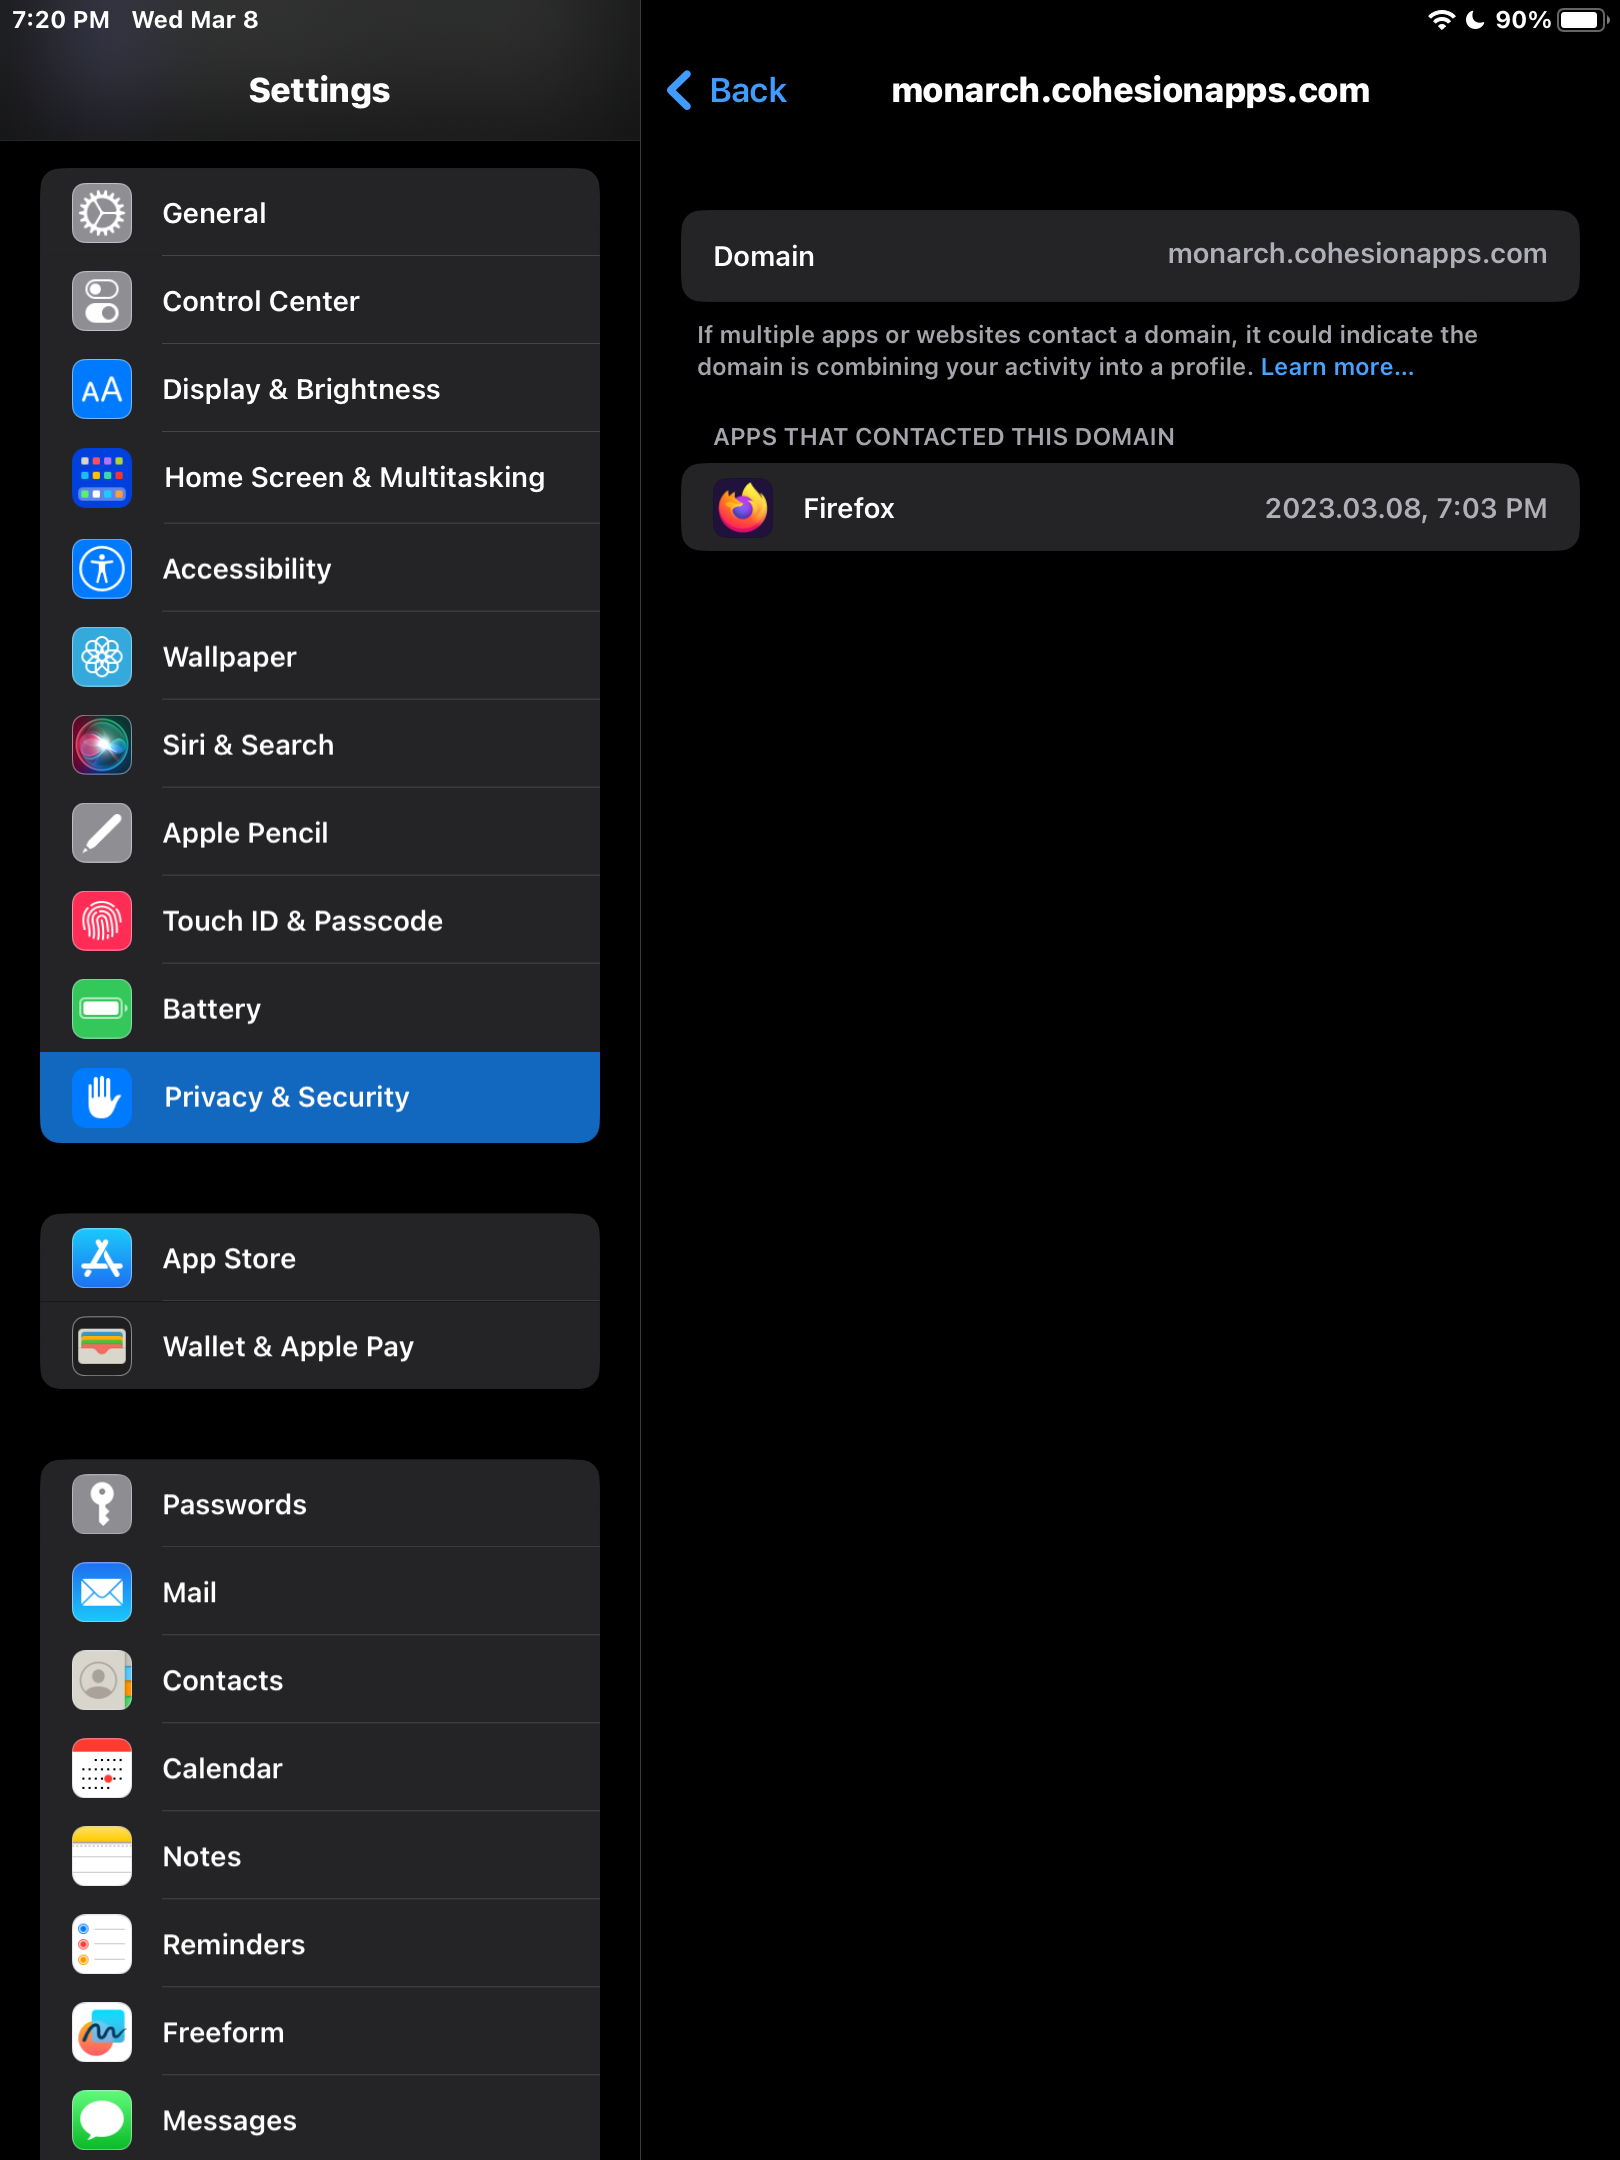 7:20 PM Wed Mar 8
90%
Settings
General
Control Center
AA Display & Brightness
Home Screen & Multitasking
Accessibility
Wallpaper
Siri & Search
Apple Pencil
Touch ID & Passcode
Battery
Privacy & Security
App Store
Wallet & Apple Pay
Passwords
Mail
Contacts
Calendar
Notes
Reminders
Freeform
Messages
Back monarch.cohesionapps.com
Domain monarch.cohesionapps.com
If multiple apps or websites contact a domain, it could indicate the
domain is combining your activity into a profile. Learn more...
APPS THAT CONTACTED THIS DOMAIN
Firefox 2023.03.08, 7:03 PM